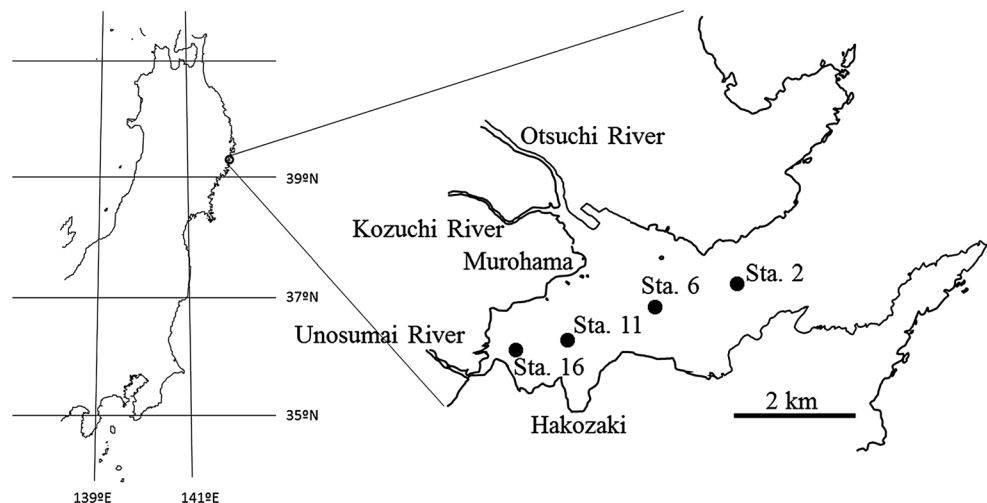 39ºN
37ºN
35ºN
139ºE
141ºE
Otsuchi River
Kozuchi River
Murohama
Unosumai River
Sta. 2
Sta. 6
Sta. 11
Sta. 16
Hakozaki
2 km